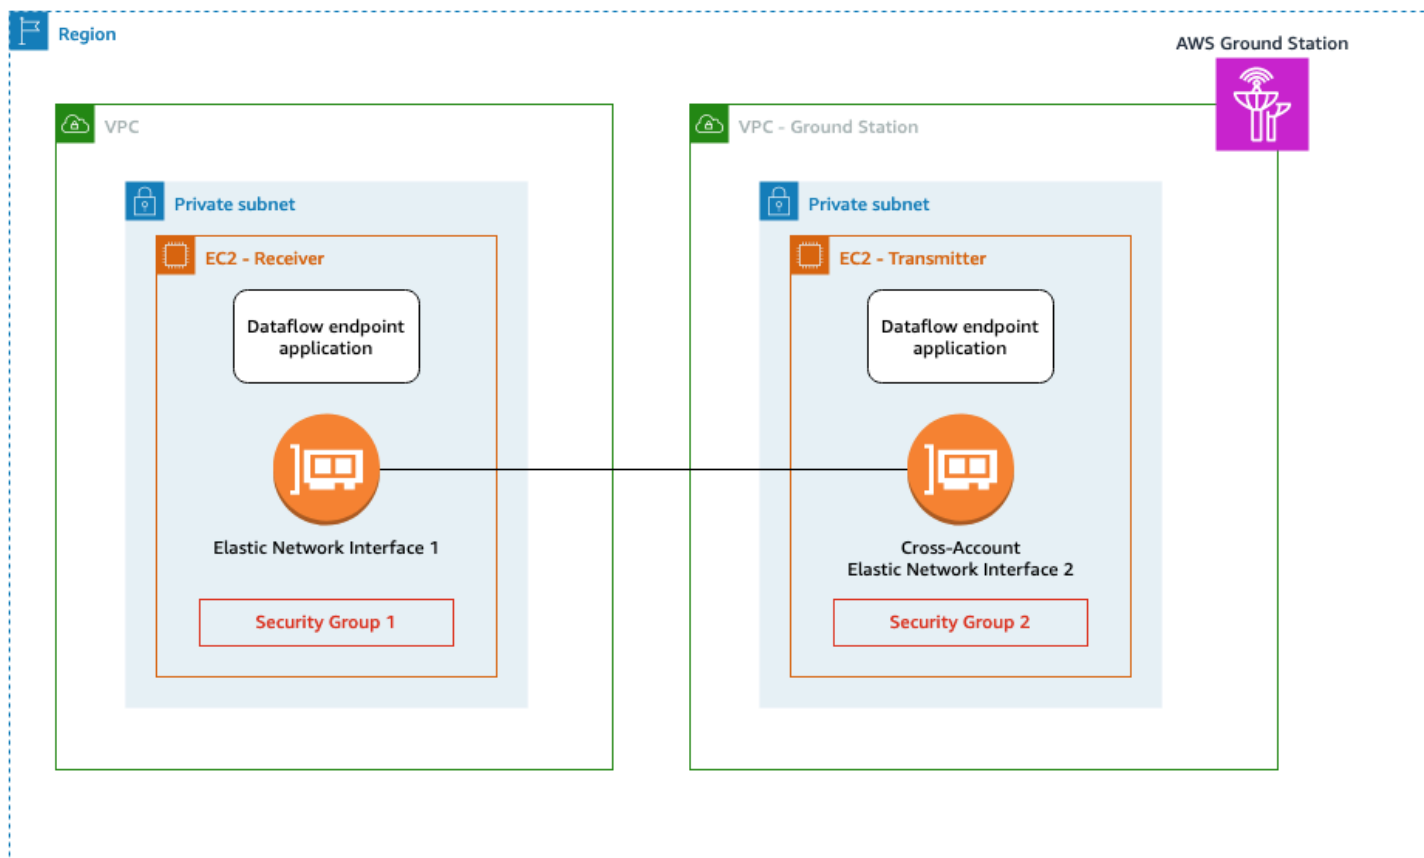 Region
AWS Ground Station
VPC
VPC - Ground Station
Private subnet
Private subnet
EC2 - Receiver
EC2 - Transmitter
Dataflow endpoint
application
Dataflow endpoint
application
Elastic Network Interface 1
Cross-Account
Elastic Network Interface 2
Security Group 1
Security Group 2